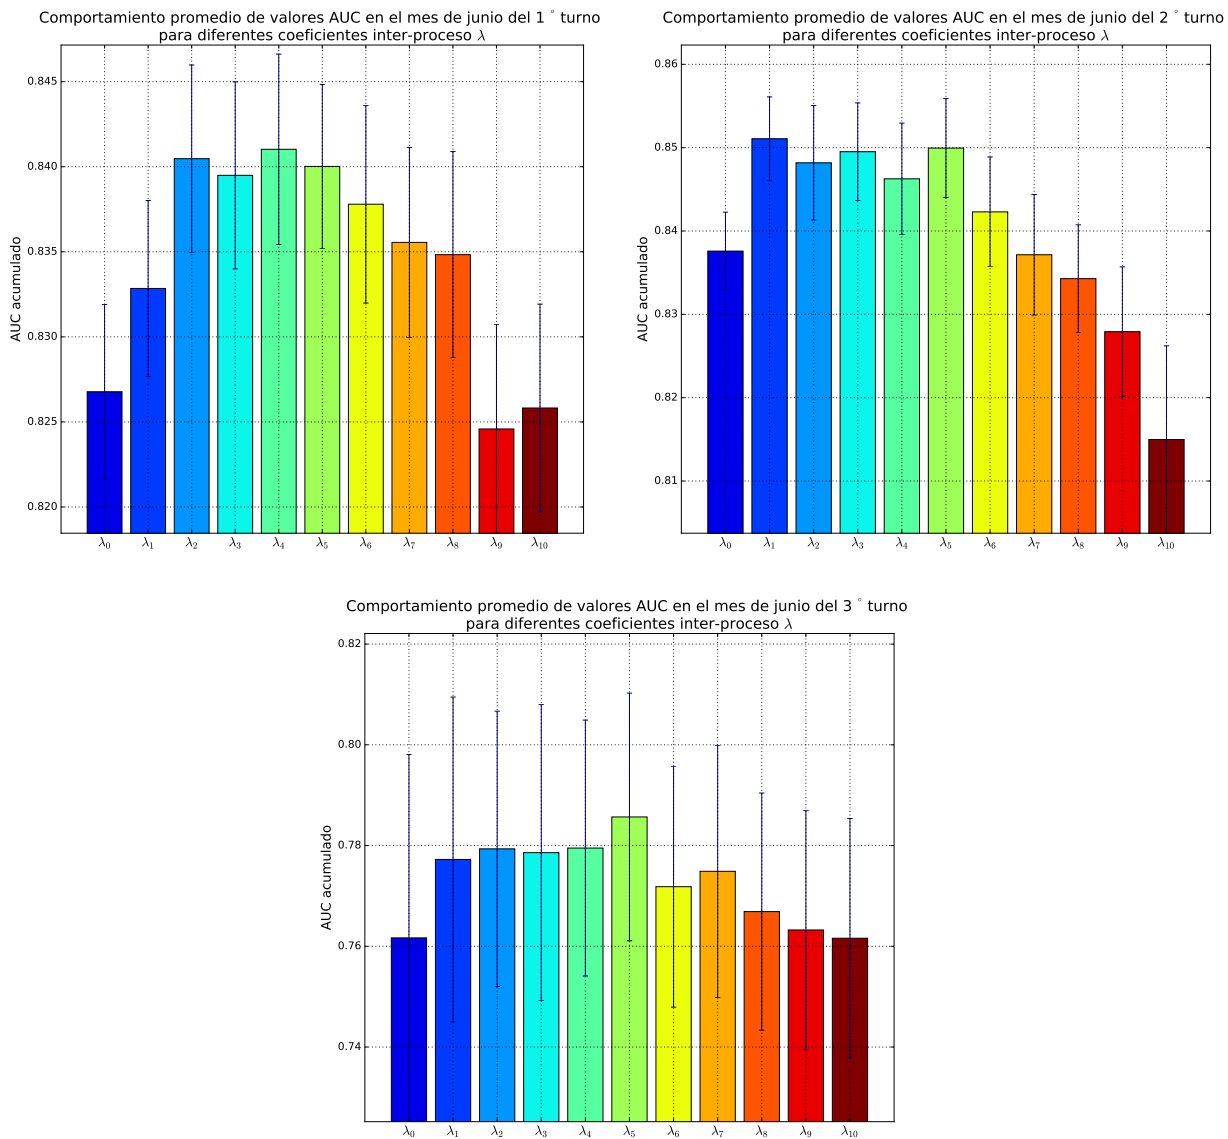 Comportamiento promedio de valores AUC en el mes de junio del 1 ° turno
para diferentes coeficientes inter-proceso λ
0.845
0.840
0.835
0.830
0.825
0.820
AUC acumulado
λ₀ λ₁ λ₂ λ₃ λ₄ λ₅ λ₆ λ₇ λ₈ λ₉ λ₁₀
Comportamiento promedio de valores AUC en el mes de junio del 2 ° turno
para diferentes coeficientes inter-proceso λ
0.86
0.85
0.84
0.83
0.82
0.81
AUC acumulado
λ₀ λ₁ λ₂ λ₃ λ₄ λ₅ λ₆ λ₇ λ₈ λ₉ λ₁₀
Comportamiento promedio de valores AUC en el mes de junio del 3 ° turno
para diferentes coeficientes inter-proceso λ
0.82
0.80
0.78
0.76
0.74
AUC acumulado
λ₀ λ₁ λ₂ λ₃ λ₄ λ₅ λ₆ λ₇ λ₈ λ₉ λ₁₀